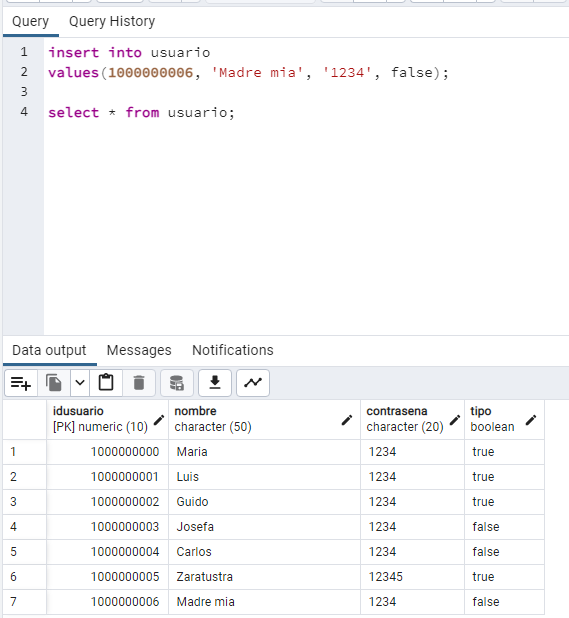 Query Query History
1 insert into usuario
2 values(1000000006, 'Madre mia', '1234', false);
3
4 select * from usuario;
Data output Messages Notifications
idusuario nombre contrasena tipo
[PK] numeric (10) character (50) character (20) boolean
1 1000000000 Maria 1234 true
2 1000000001 Luis 1234 true
3 1000000002 Guido 1234 true
4 1000000003 Josefa 1234 false
5 1000000004 Carlos 1234 false
6 1000000005 Zaratustra 12345 true
7 1000000006 Madre mia 1234 false